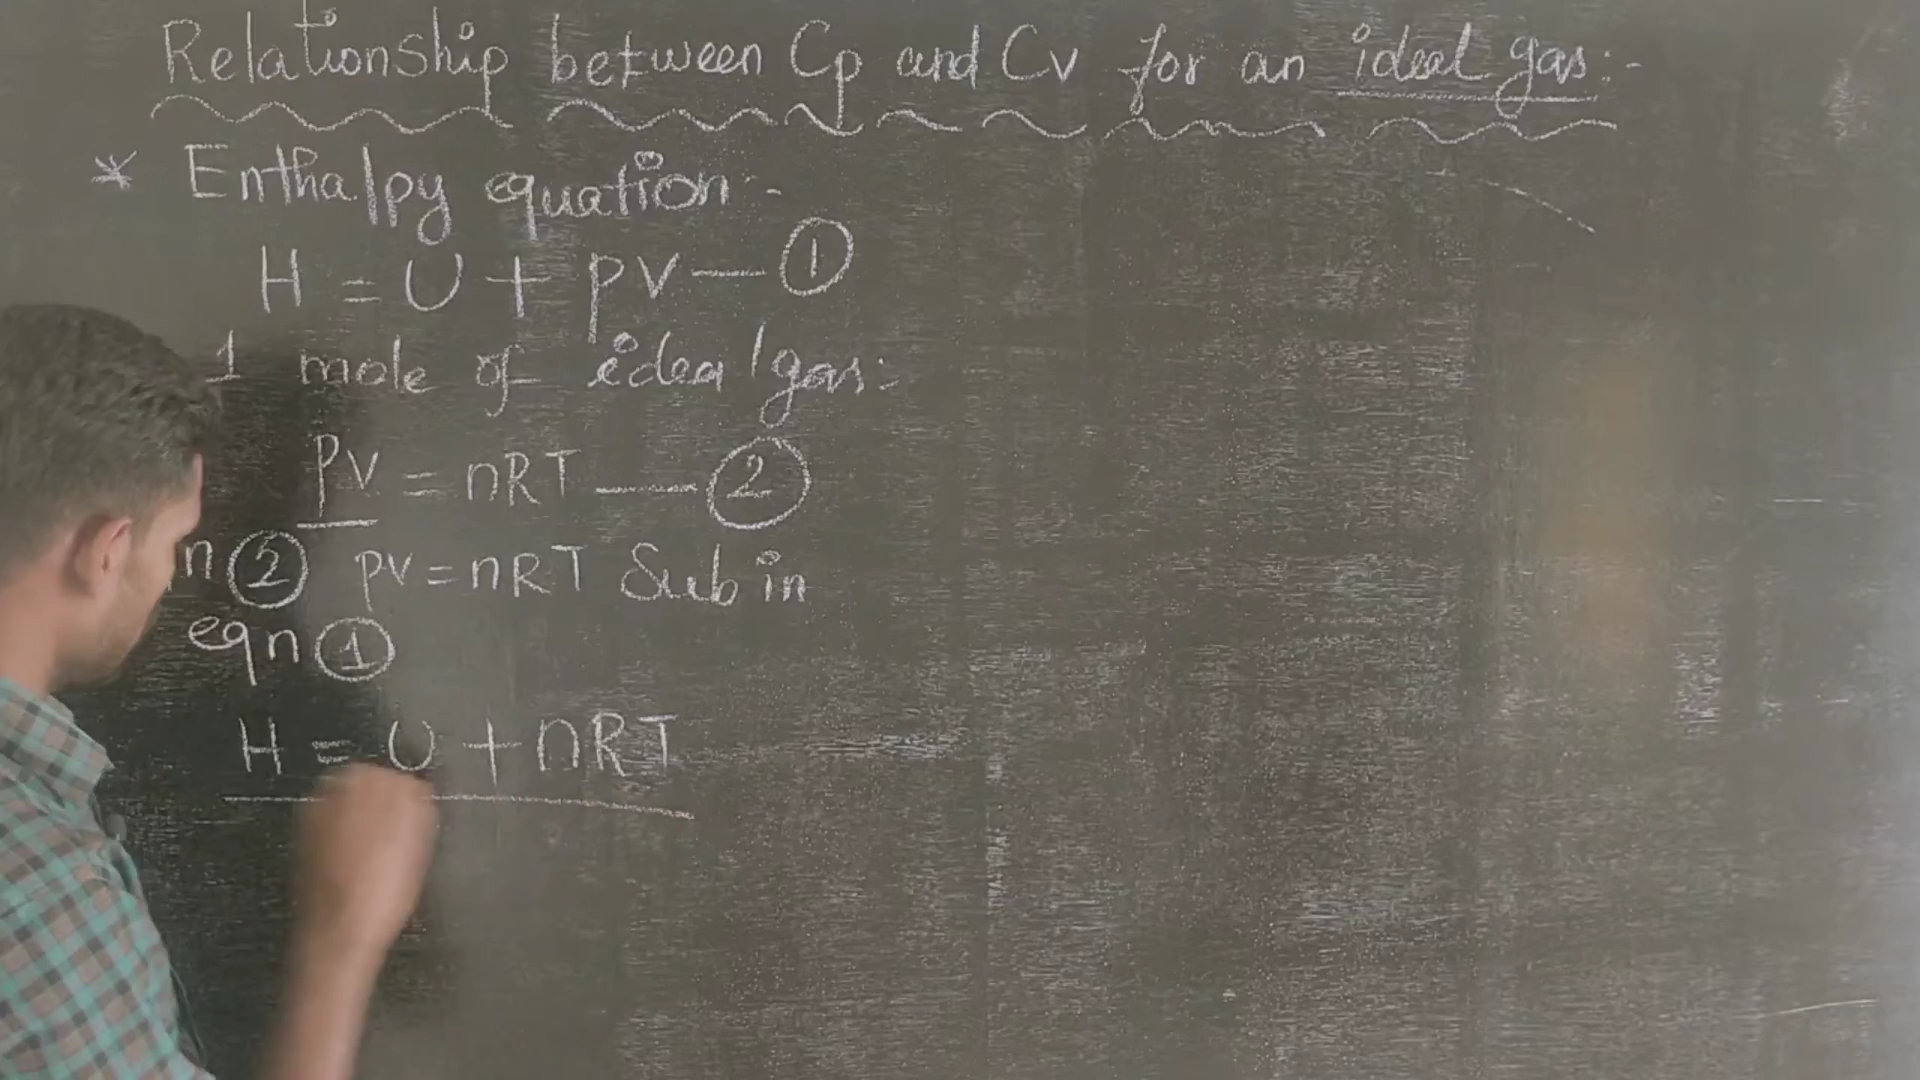 Relationship between Cp and Cv for an ideal gas:-
* Enthalpy equation:-
H = U + PV — ①
1 mole of ideal gas:
PV = nRT — ②
n ② PV = nRT Sub in
eqn ①
H = U + nRT